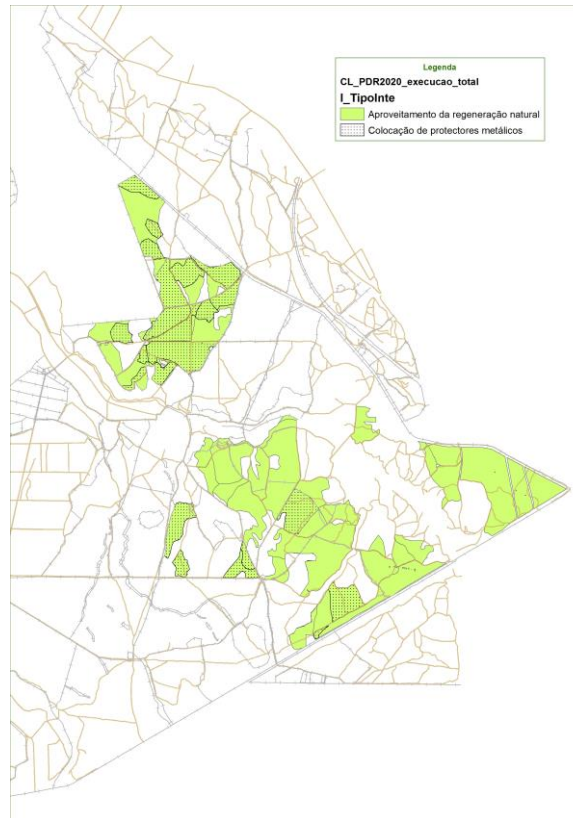 Legenda
CL_PDR2020_execucao_total
I_TipoInte
Aproveitamento da regeneração natural
Colocação de protectores metálicos